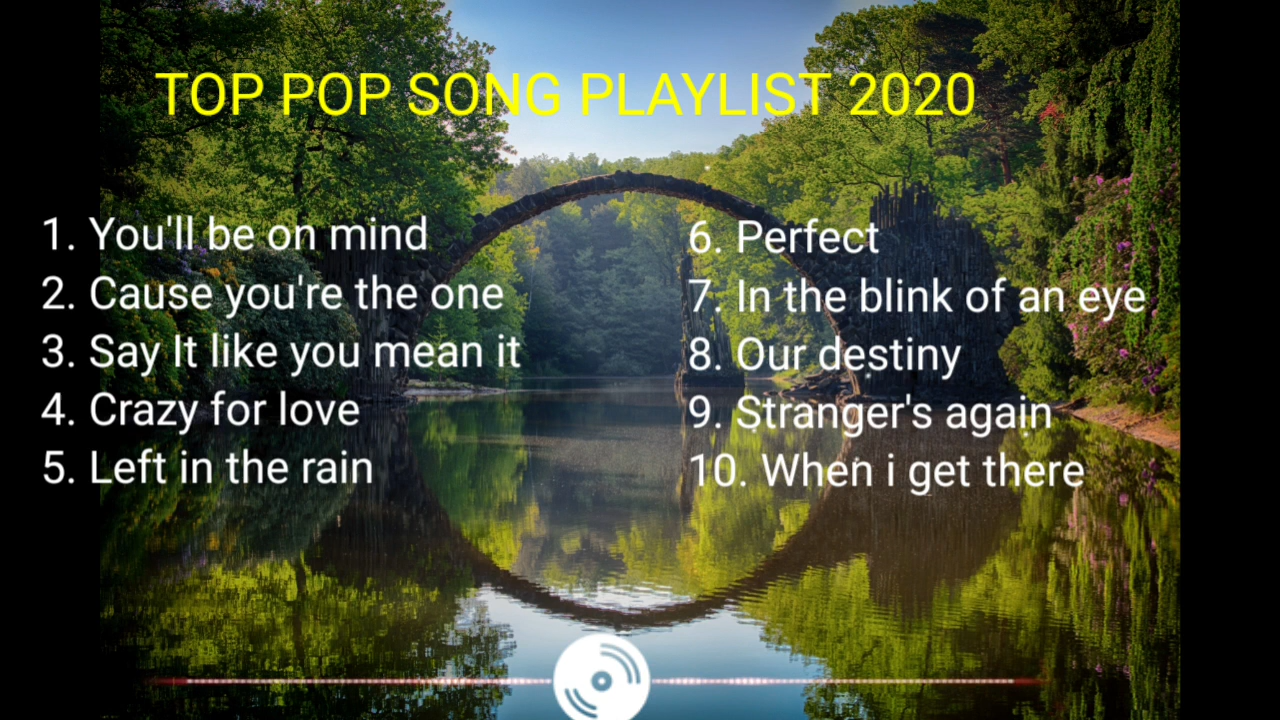 TOP POP SONG PLAYLIST 2020
1. You'll be on mind
2. Cause you're the one
3. Say It like you mean it
4. Crazy for love
5. Left in the rain
6. Perfect
7. In the blink of an eye
8. Our destiny
9. Stranger's again
10. When i get there